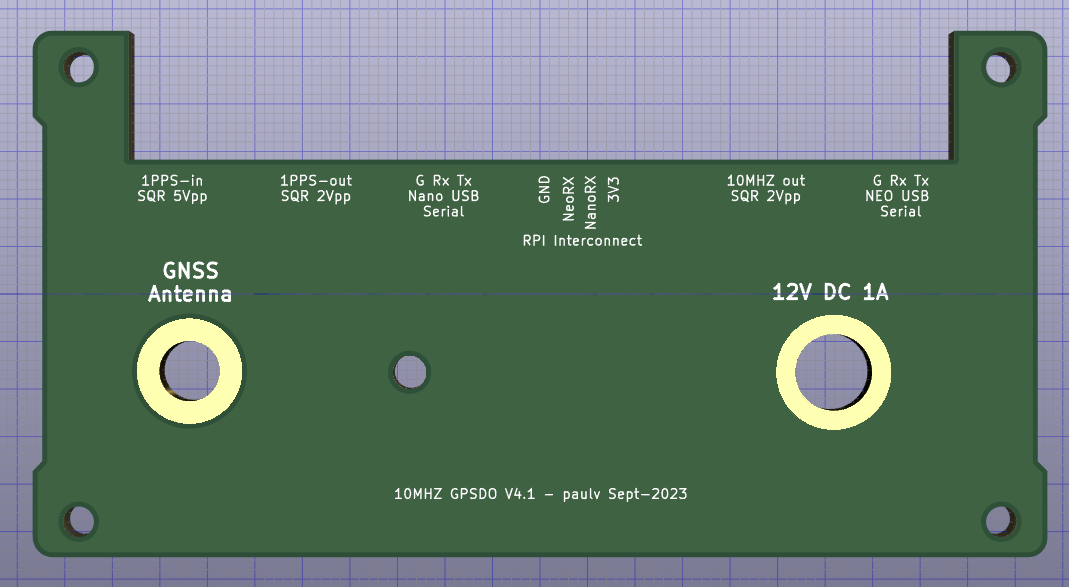 1PPS-in
SQR 5Vpp
1PPS-out
SQR 2Vpp
G Rx Tx
Nano USB
Serial
GND
NeoRX
NanoRX
3V3
RPI Interconnect
10MHZ out
SQR 2Vpp
G Rx Tx
NEO USB
Serial
GNSS
Antenna
12V DC 1A
10MHZ GPSDO V4.1 - paulv Sept-2023